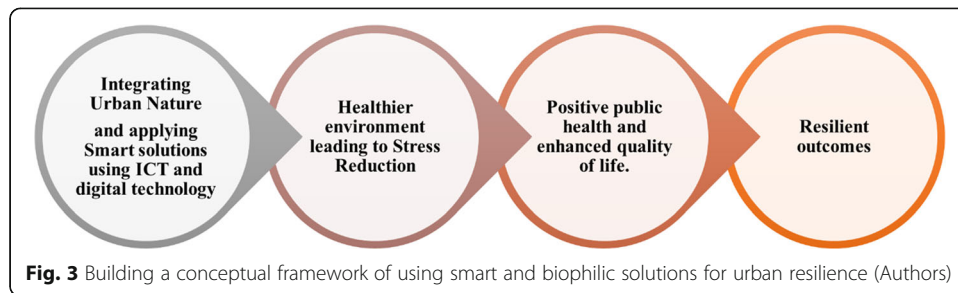 Integrating
Urban Nature
and applying
Smart solutions
using ICT and
digital technology
Healthier
environment
leading to Stress
Reduction
Positive public
health and
enhanced quality
of life.
Resilient
outcomes
Fig. 3 Building a conceptual framework of using smart and biophilic solutions for urban resilience (Authors)